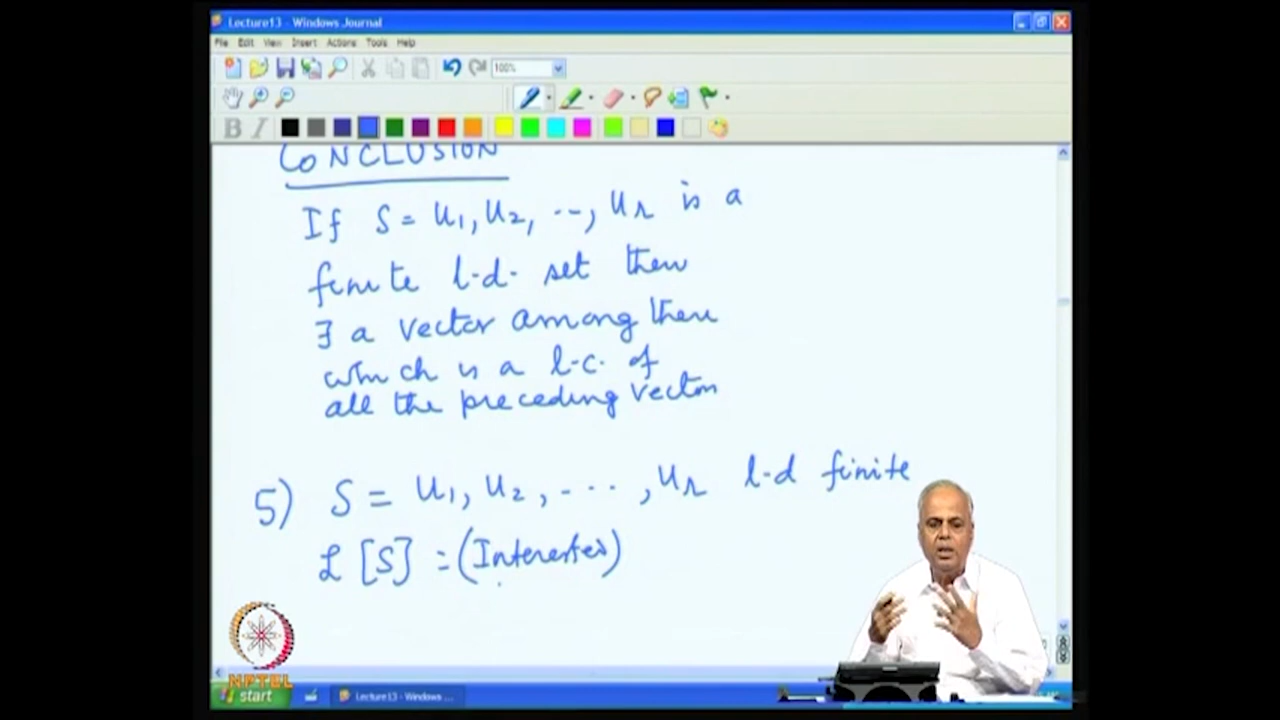 Lecture13 - Windows Journal
File Edit View Insert Actions Tools Help
100%
B I
CONCLUSION
If S = u1, u2, ..., ur is a
finite l.d. set then
∃ a vector among them
which is a l.c. of
all the preceding vectors
5) S = u1, u2, ..., ur l.d finite
L [S] = (Interested)
NPTEL
start Lecture13 - Windows ...